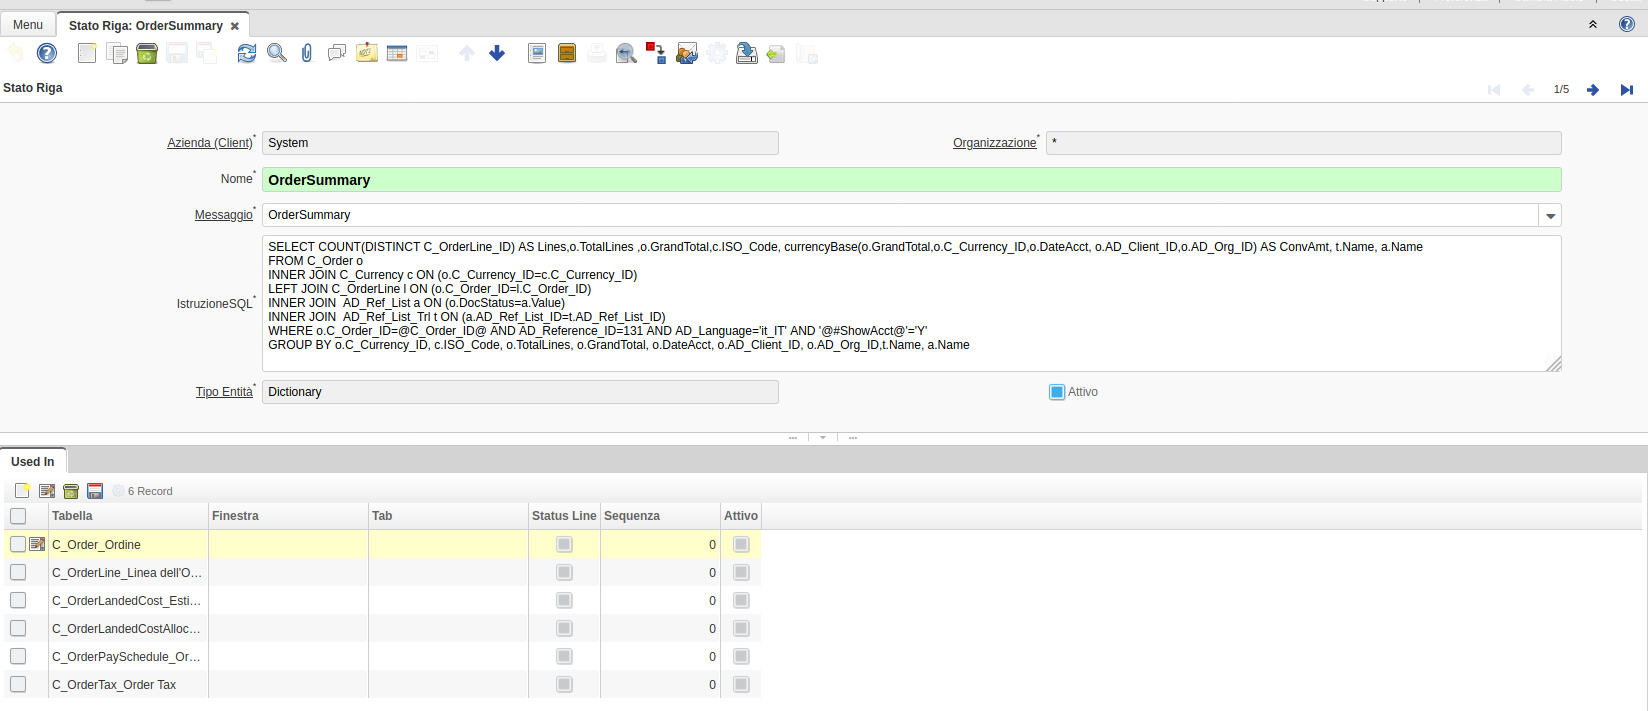 Menu
Stato Riga: OrderSummary
Stato Riga
1/5
Azienda (Client)*
System
Organizzazione*
*
Nome*
OrderSummary
Messaggio*
OrderSummary
IstruzioneSQL*
SELECT COUNT(DISTINCT C_OrderLine_ID) AS Lines,o.TotalLines ,o.GrandTotal,c.ISO_Code, currencyBase(o.GrandTotal,o.C_Currency_ID,o.DateAcct, o.AD_Client_ID,o.AD_Org_ID) AS ConvAmt, t.Name, a.Name
FROM C_Order o
INNER JOIN C_Currency c ON (o.C_Currency_ID=c.C_Currency_ID)
LEFT JOIN C_OrderLine l ON (o.C_Order_ID=l.C_Order_ID)
INNER JOIN  AD_Ref_List a ON (o.DocStatus=a.Value)
INNER JOIN  AD_Ref_List_Trl t ON (a.AD_Ref_List_ID=t.AD_Ref_List_ID)
WHERE o.C_Order_ID=@C_Order_ID@ AND AD_Reference_ID=131 AND AD_Language='it_IT' AND '@#ShowAcct@'='Y'
GROUP BY o.C_Currency_ID, c.ISO_Code, o.TotalLines, o.GrandTotal, o.DateAcct, o.AD_Client_ID, o.AD_Org_ID,t.Name, a.Name
Tipo Entità*
Dictionary
Attivo
Used In
6 Record
Tabella Finestra Tab Status Line Sequenza Attivo
C_Order_Ordine 0
C_OrderLine_Linea dell'O... 0
C_OrderLandedCost_Esti... 0
C_OrderLandedCostAlloc... 0
C_OrderPaySchedule_Or... 0
C_OrderTax_Order Tax 0